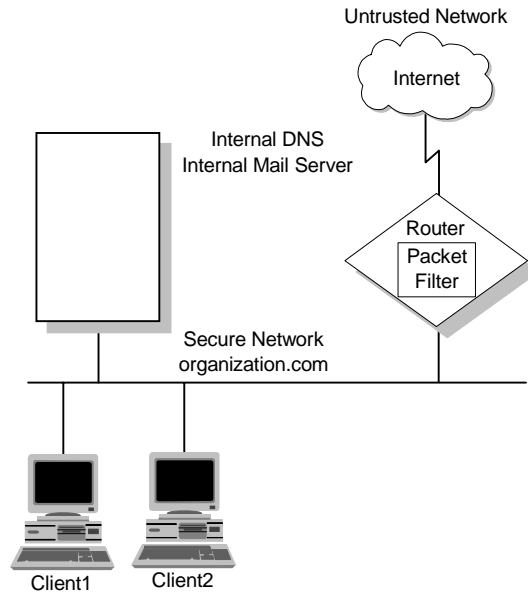 Untrusted Network
Internet
Internal DNS
Internal Mail Server
Router
Packet
Filter
Secure Network
organization.com
Client1
Client2